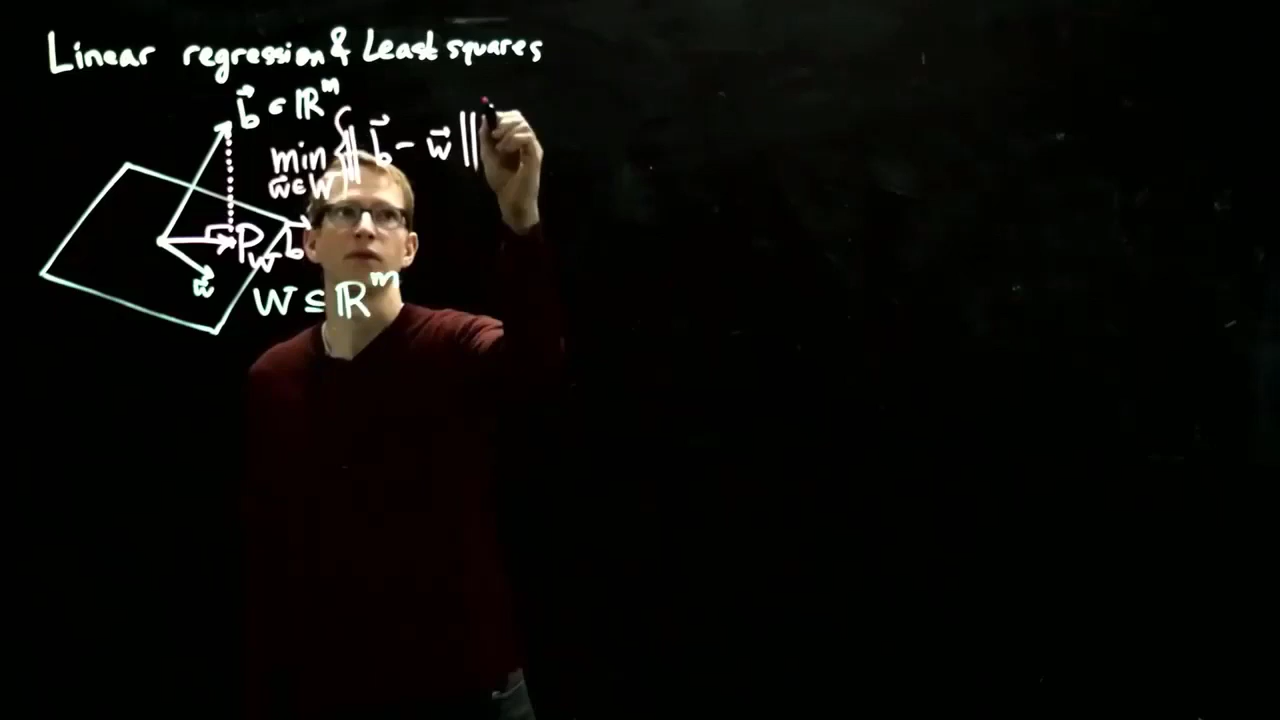 Linear regression & Least squares
b⃗ ∈ ℝᵐ
min { ‖ b⃗ - w⃗ ‖
w⃗ ∈ W
P_W b⃗
w⃗
W ⊆ ℝᵐ